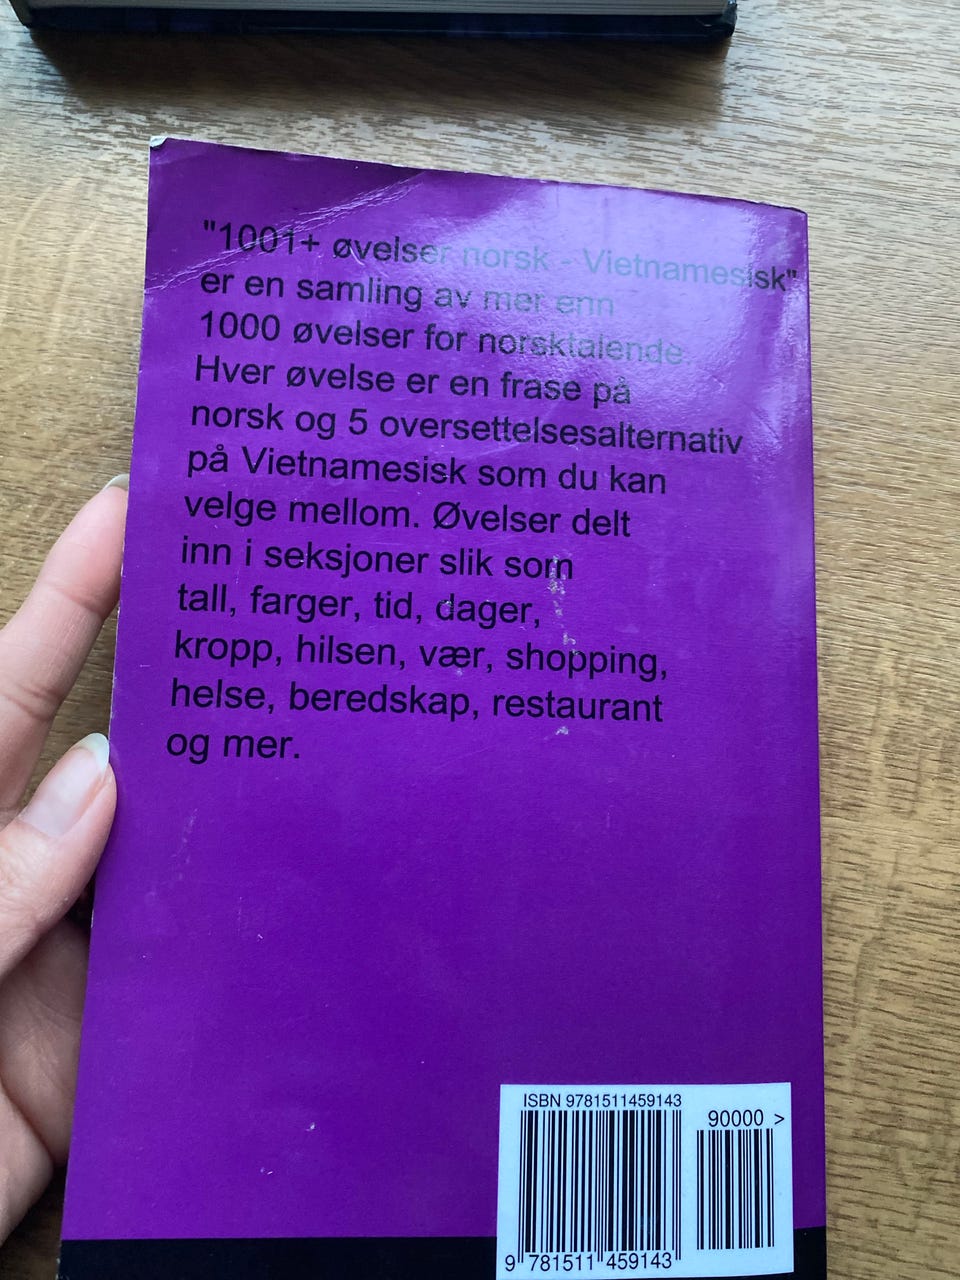 "1001+ øvelser norsk - Vietnamesisk"
er en samling av mer enn
1000 øvelser for norsktalende
Hver øvelse er en frase på
norsk og 5 oversettelsesalternativ
på Vietnamesisk som du kan
velge mellom. Øvelser delt
inn i seksjoner slik som
tall, farger, tid, dager,
kropp, hilsen, vær, shopping,
helse, beredskap, restaurant
og mer.
ISBN 9781511459143
90000 >
9 781511 459143